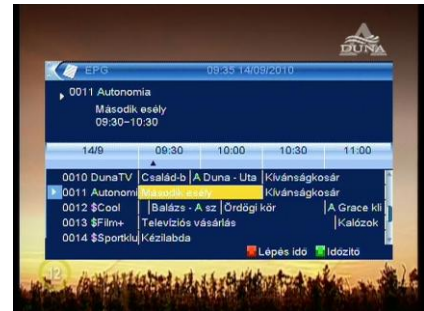 DUNA
EPG 09:35 14/09/2010
0011 Autonomia
Második esély
09:30-10:30
14/9 09:30 10:00 10:30 11:00
0010 DunaTV Család-b A Duna - Uta Kívánságkosár
0011 Autonomi Második esély Kívánságkosár
0012 $Cool Balázs - A sz Ördögi kör A Grace kli
0013 $Film+ Televíziós vásárlás Kalózok
0014 $Sportklu Kézilabda
Lépés idő Időzítő
12